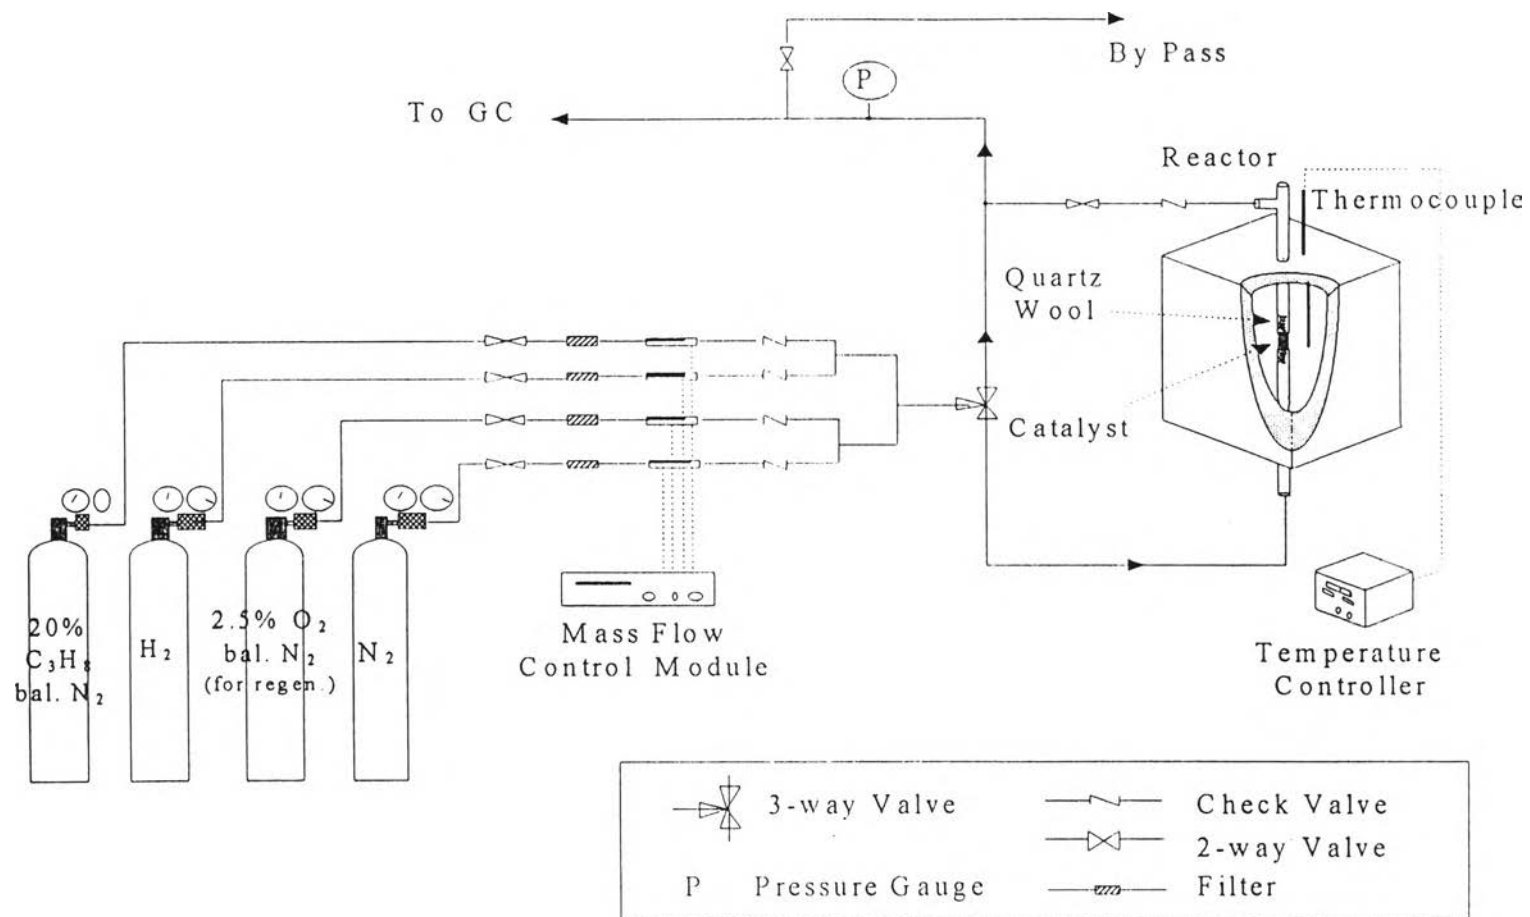 By Pass
P
To GC
Reactor
Thermocouple
Quartz
Wool
Catalyst
20%
C₃H₈
bal. N₂
H₂
2.5% O₂
bal. N₂
(for regen.)
N₂
Mass Flow
Control Module
Temperature
Controller
3-way Valve
Check Valve
2-way Valve
P Pressure Gauge
Filter